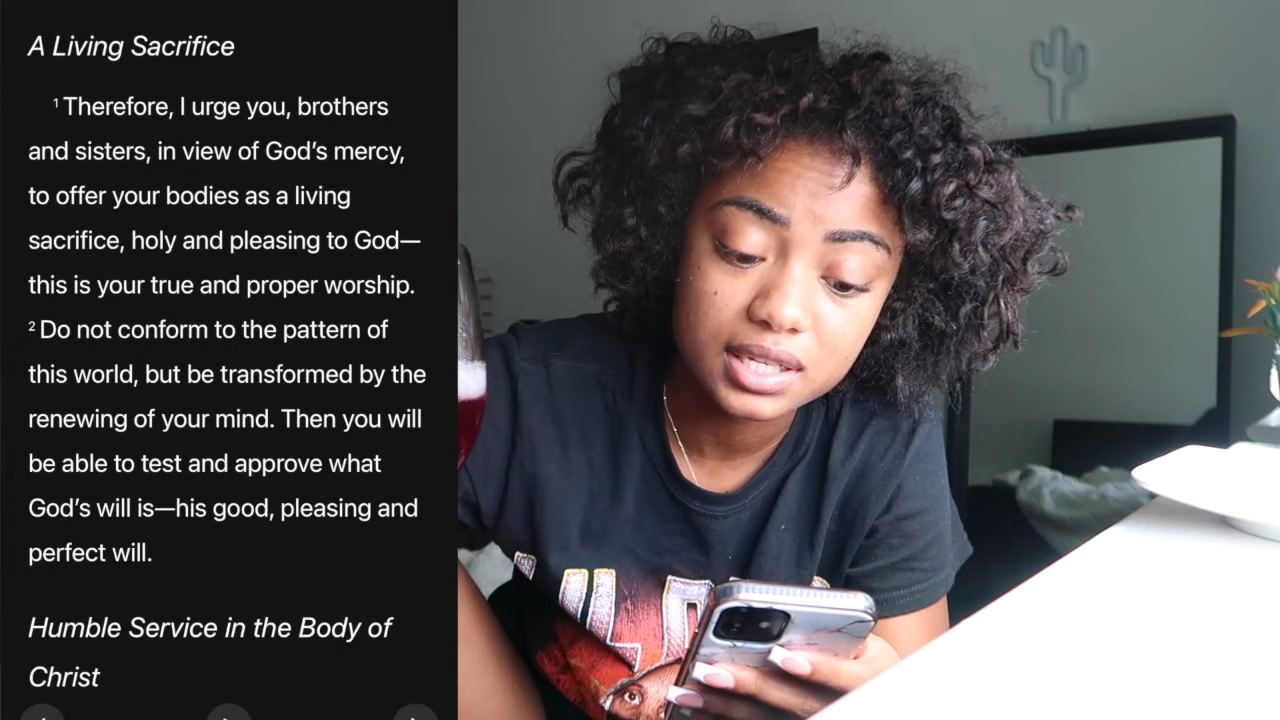 A Living Sacrifice
1 Therefore, I urge you, brothers
and sisters, in view of God’s mercy,
to offer your bodies as a living
sacrifice, holy and pleasing to God—
this is your true and proper worship.
2 Do not conform to the pattern of
this world, but be transformed by the
renewing of your mind. Then you will
be able to test and approve what
God’s will is—his good, pleasing and
perfect will.
Humble Service in the Body of
Christ